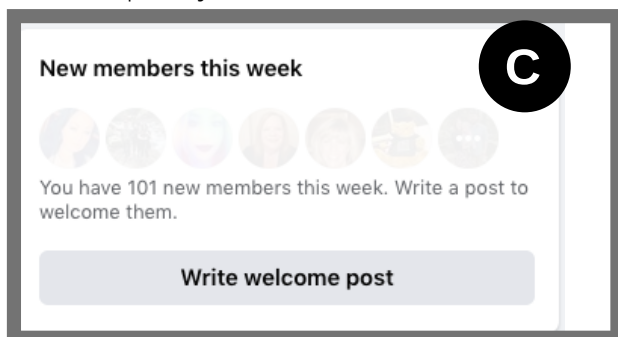 New members this week
C
You have 101 new members this week. Write a post to
welcome them.
Write welcome post